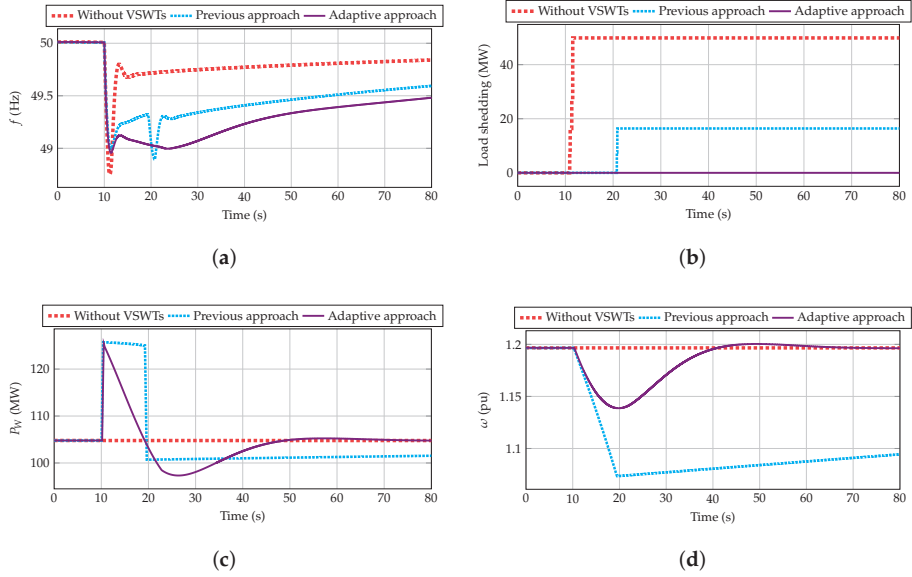 Without VSWTs Previous approach Adaptive approach
50
49.5
49
f (Hz)
0 10 20 30 40 50 60 70 80
Time (s)
(a)
Without VSWTs Previous approach Adaptive approach
40
20
0
Load shedding (MW)
0 10 20 30 40 50 60 70 80
Time (s)
(b)
Without VSWTs Previous approach Adaptive approach
120
110
100
P_W (MW)
0 10 20 30 40 50 60 70 80
Time (s)
(c)
Without VSWTs Previous approach Adaptive approach
1.2
1.15
1.1
ω (pu)
0 10 20 30 40 50 60 70 80
Time (s)
(d)